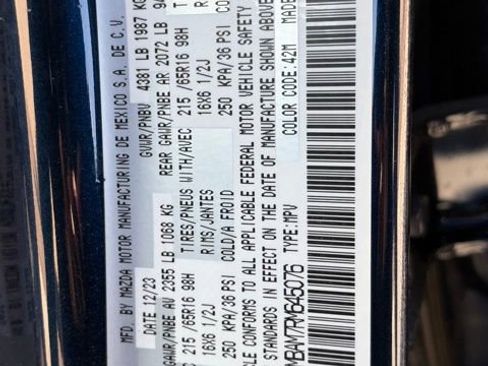 BY MAZDA MOTOR MANUFACTURING DE MEXICO S.A. DE C.V.
DATE 12/23 GVWR/PNBV 4381 LB 1987 KG
GAWR/PNBE AV 2355 LB 1068 KG REAR GAWR/PNBE AR 2072 LB
215 /65R16 98H TIRES/PNEUS WITH/AVEC 215 /65R16 98H
16X6 1/2J RIMS/JANTES 16X6 1/2J
250 KPA/36 PSI COLD/A FROID 250 KPA/36 PSI
TO ALL APPLICABLE FEDERAL MOTOR VEHICLE SAFETY
STANDARDS IN EFFECT ON THE DATE OF MANUFACTURE SHOWN ABOVE
TYPE:MPV COLOR CODE:42M MADE